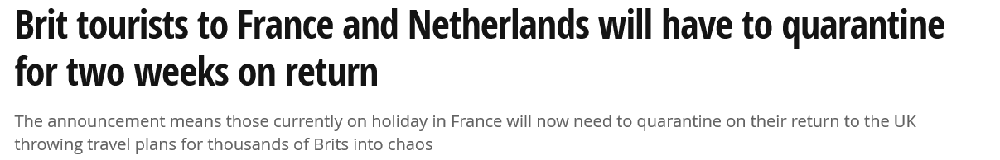 Brit tourists to France and Netherlands will have to quarantine
for two weeks on return
The announcement means those currently on holiday in France will now need to quarantine on their return to the UK
throwing travel plans for thousands of Brits into chaos